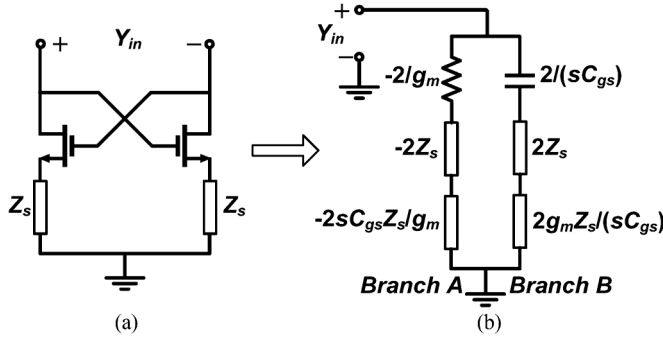 + Y_in −
Z_s Z_s
(a)
+
Y_in
−
-2/g_m 2/(sC_gs)
-2Z_s 2Z_s
-2sC_gsZ_s/g_m 2g_mZ_s/(sC_gs)
Branch A Branch B
(b)